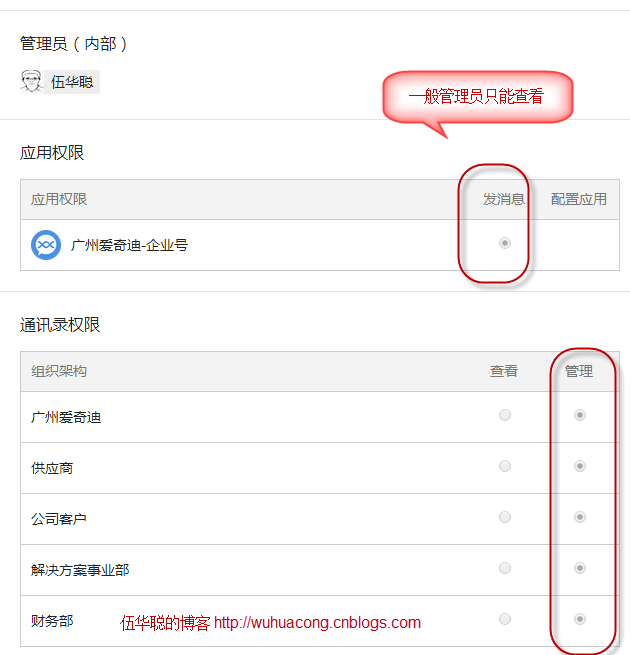 管理员（内部）
伍华聪
一般管理员只能查看
应用权限
应用权限 发消息 配置应用
广州爱奇迪-企业号
通讯录权限
组织架构 查看 管理
广州爱奇迪
供应商
公司客户
解决方案事业部
财务部 伍华聪的博客 http://wuhuacong.cnblogs.com